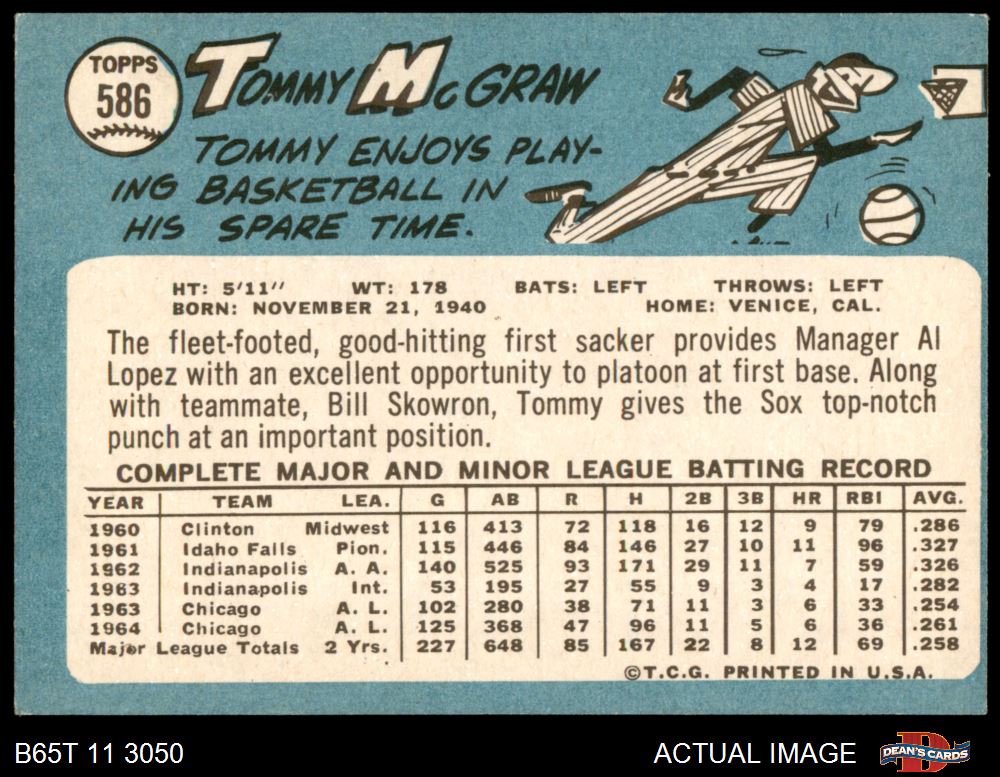 TOPPS
586
TOMMY McGRAW
TOMMY ENJOYS PLAY-
ING BASKETBALL IN
HIS SPARE TIME.
HT: 5'11" WT: 178 BATS: LEFT THROWS: LEFT
BORN: NOVEMBER 21, 1940 HOME: VENICE, CAL.
The fleet-footed, good-hitting first sacker provides Manager Al
Lopez with an excellent opportunity to platoon at first base. Along
with teammate, Bill Skowron, Tommy gives the Sox top-notch
punch at an important position.
COMPLETE MAJOR AND MINOR LEAGUE BATTING RECORD
YEAR TEAM LEA. G AB R H 2B 3B HR RBI AVG.
1960 Clinton Midwest 116 413 72 118 16 12 9 79 .286
1961 Idaho Falls Pion. 115 446 84 146 27 10 11 96 .327
1962 Indianapolis A. A. 140 525 93 171 29 11 7 59 .326
1963 Indianapolis Int. 53 195 27 55 9 3 4 17 .282
1963 Chicago A. L. 102 280 38 71 11 3 6 33 .254
1964 Chicago A. L. 125 368 47 96 11 5 6 36 .261
Major League Totals 2 Yrs. 227 648 85 167 22 8 12 69 .258
©T.C.G. PRINTED IN U.S.A.
B65T 11 3050 ACTUAL IMAGE DEAN'S CARDS